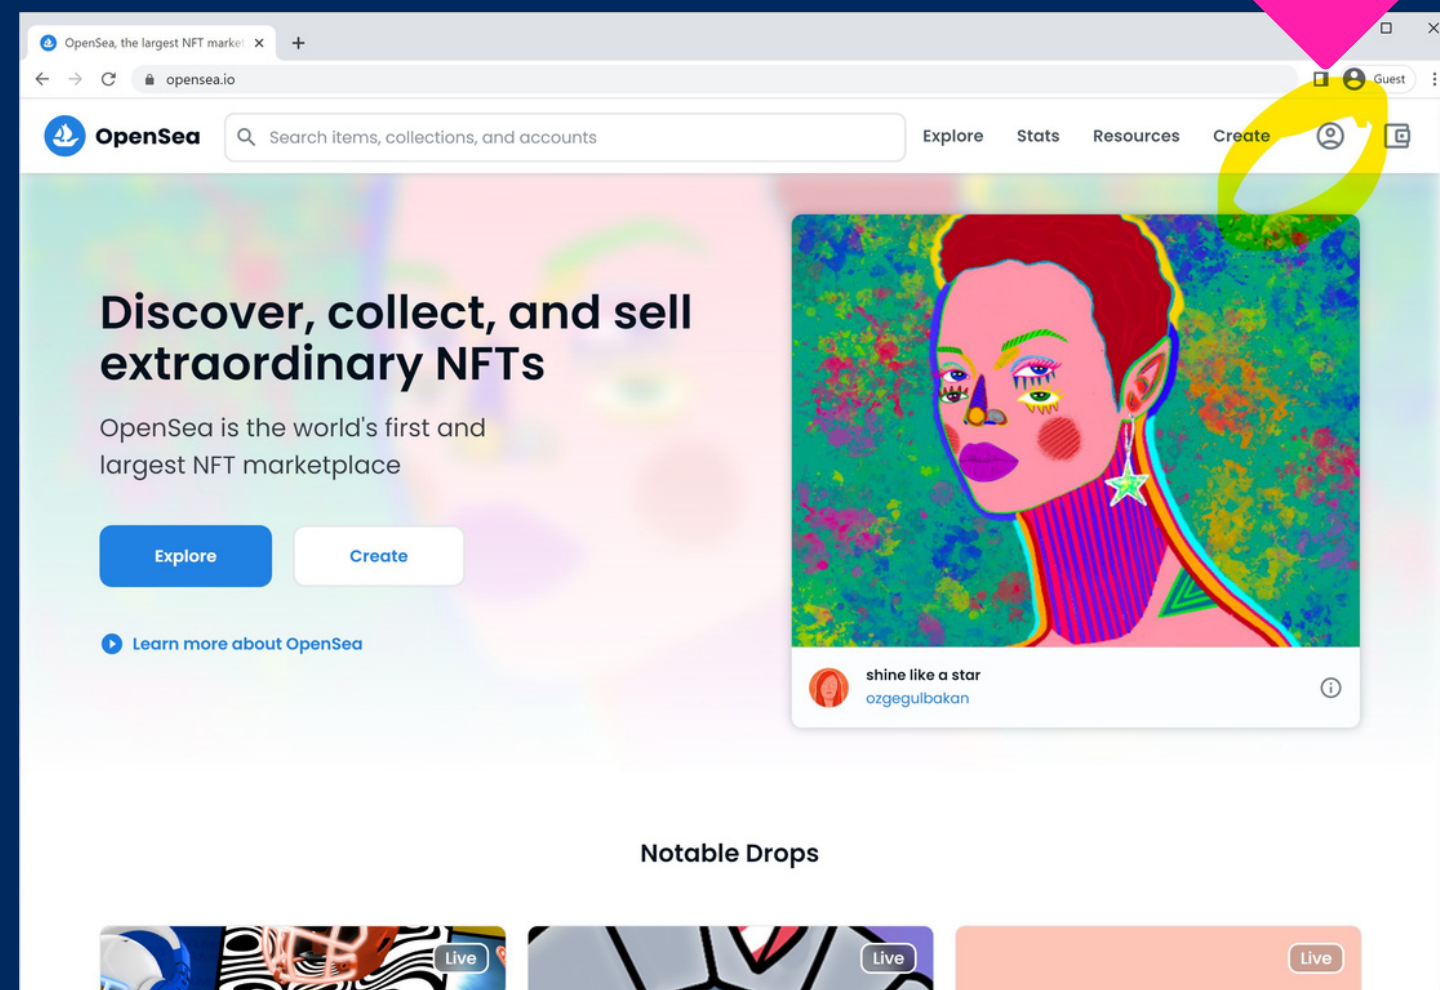 OpenSea, the largest NFT market
opensea.io
Guest
OpenSea
Search items, collections, and accounts
Explore
Stats
Resources
Create
Discover, collect, and sell
extraordinary NFTs
OpenSea is the world's first and
largest NFT marketplace
Explore
Create
Learn more about OpenSea
shine like a star
ozgegulbakan
Notable Drops
Live
Live
Live